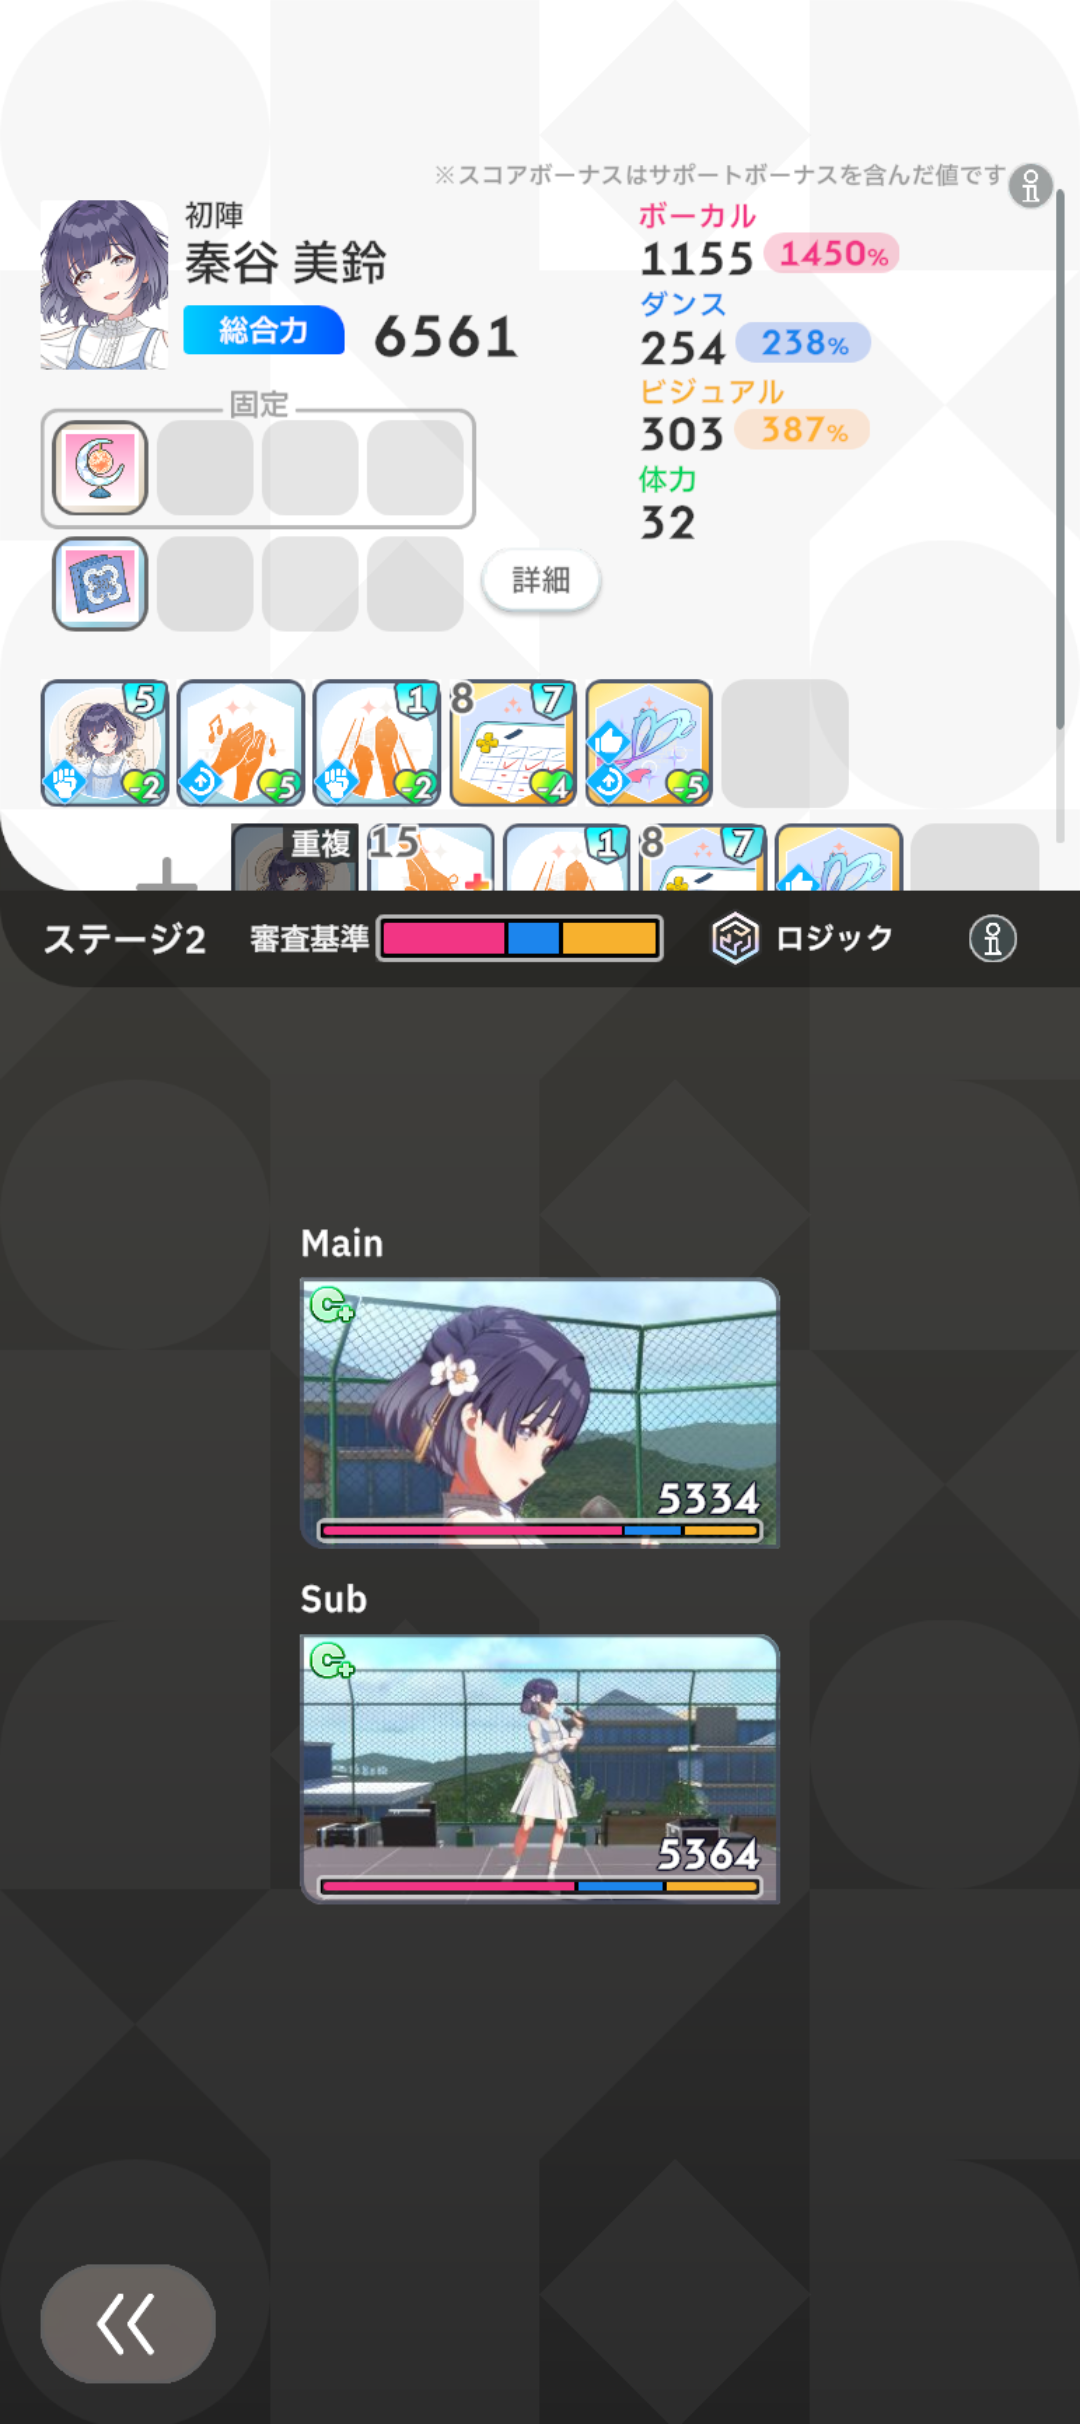 ※スコアボーナスはサポートボーナスを含んだ値です
初陣
秦谷 美鈴
総合力 6561
ボーカル
1155 1450%
ダンス
254 238%
ビジュアル
303 387%
体力
32
固定
詳細
5 -2 -5 1 -2 8 7 -4 -5
重複 15 1 8 7
ステージ2 審査基準 ロジック
Main
C+
5334
Sub
C+
5364